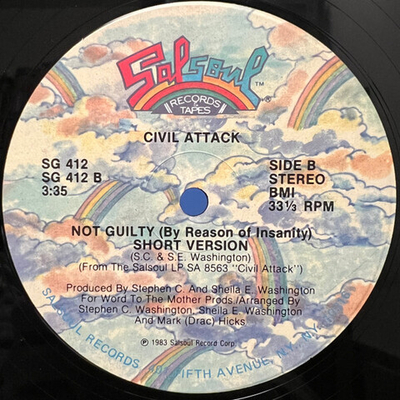 Salsoul
TM
®
RECORDS
& TAPES
CIVIL ATTACK
SG 412
SG 412 B
3:35
SIDE B
STEREO
BMI
33⅓ RPM
NOT GUILTY (By Reason of Insanity)
SHORT VERSION
(S.C. & S.E. Washington)
(From The Salsoul LP SA 8563 "Civil Attack")
Produced By Stephen C. And Sheila E. Washington
For Word To The Mother Prods./Arranged By
Stephen C. Washington, Sheila E. Washington
And Mark (Drac) Hicks
℗ 1983 Salsoul Record Corp.
SALSOUL RECORDS, FIFTH AVENUE, N.Y., N.Y.